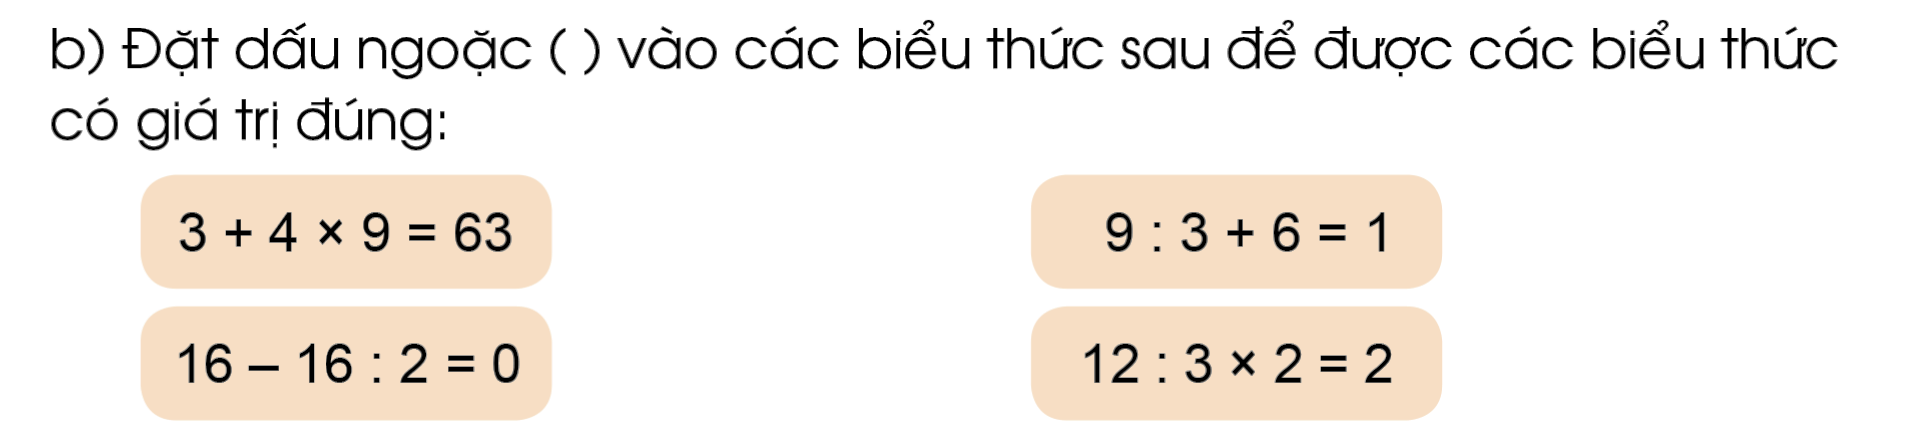 b) Đặt dấu ngoặc ( ) vào các biểu thức sau để được các biểu thức
có giá trị đúng:
3 + 4 × 9 = 63
9 : 3 + 6 = 1
16 – 16 : 2 = 0
12 : 3 × 2 = 2